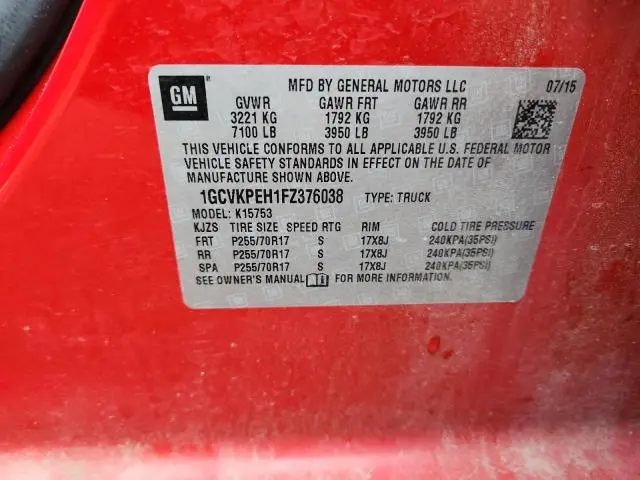 GM MFD BY GENERAL MOTORS LLC 07/15
GVWR GAWR FRT GAWR RR
3221 KG 1792 KG 1792 KG
7100 LB 3950 LB 3950 LB
THIS VEHICLE CONFORMS TO ALL APPLICABLE U.S. FEDERAL MOTOR
VEHICLE SAFETY STANDARDS IN EFFECT ON THE DATE OF
MANUFACTURE SHOWN ABOVE.
1GCVKPEH1FZ376038 TYPE: TRUCK
MODEL: K15753
KJZS TIRE SIZE SPEED RTG RIM COLD TIRE PRESSURE
FRT P255/70R17 S 17X8J 240KPA(35PSI)
RR P255/70R17 S 17X8J 240KPA(35PSI)
SPA P255/70R17 S 17X8J 240KPA(35PSI)
SEE OWNER'S MANUAL FOR MORE INFORMATION.